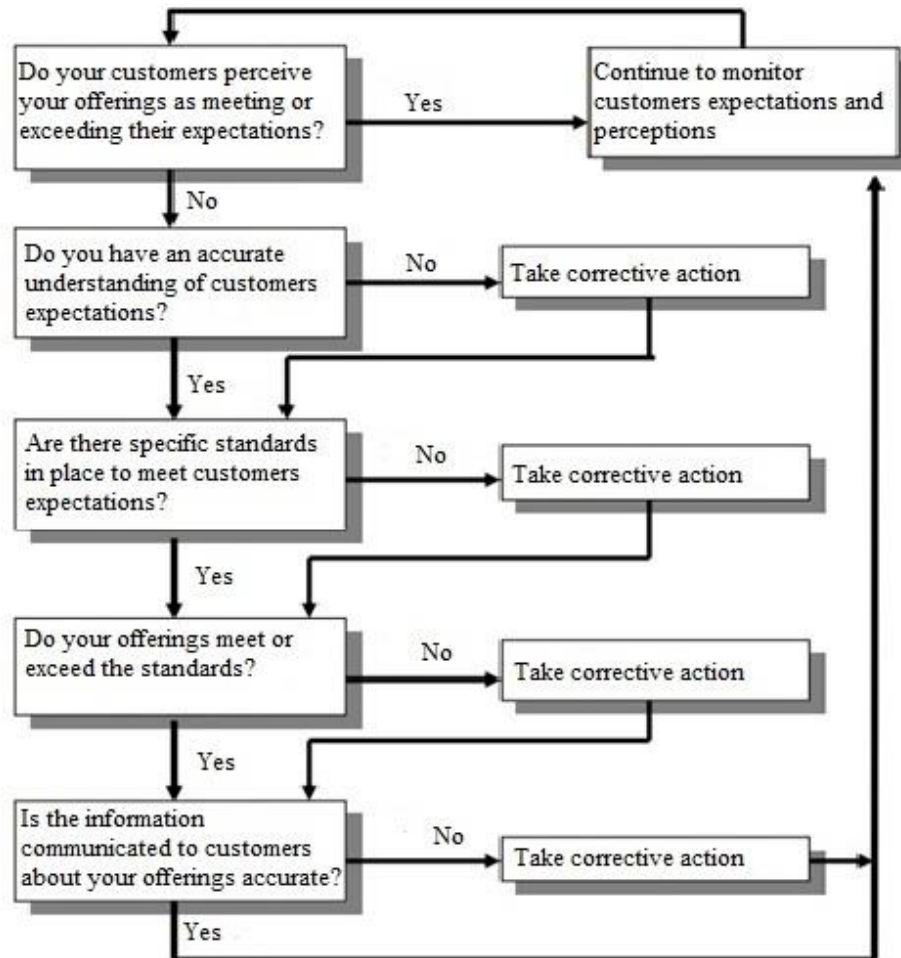 Do your customers perceive
your offerings as meeting or
exceeding their expectations?
Yes
Continue to monitor
customers expectations and
perceptions
No
Do you have an accurate
understanding of customers
expectations?
No
Take corrective action
Yes
Are there specific standards
in place to meet customers
expectations?
No
Take corrective action
Yes
Do your offerings meet or
exceed the standards?
No
Take corrective action
Yes
Is the information
communicated to customers
about your offerings accurate?
No
Take corrective action
Yes